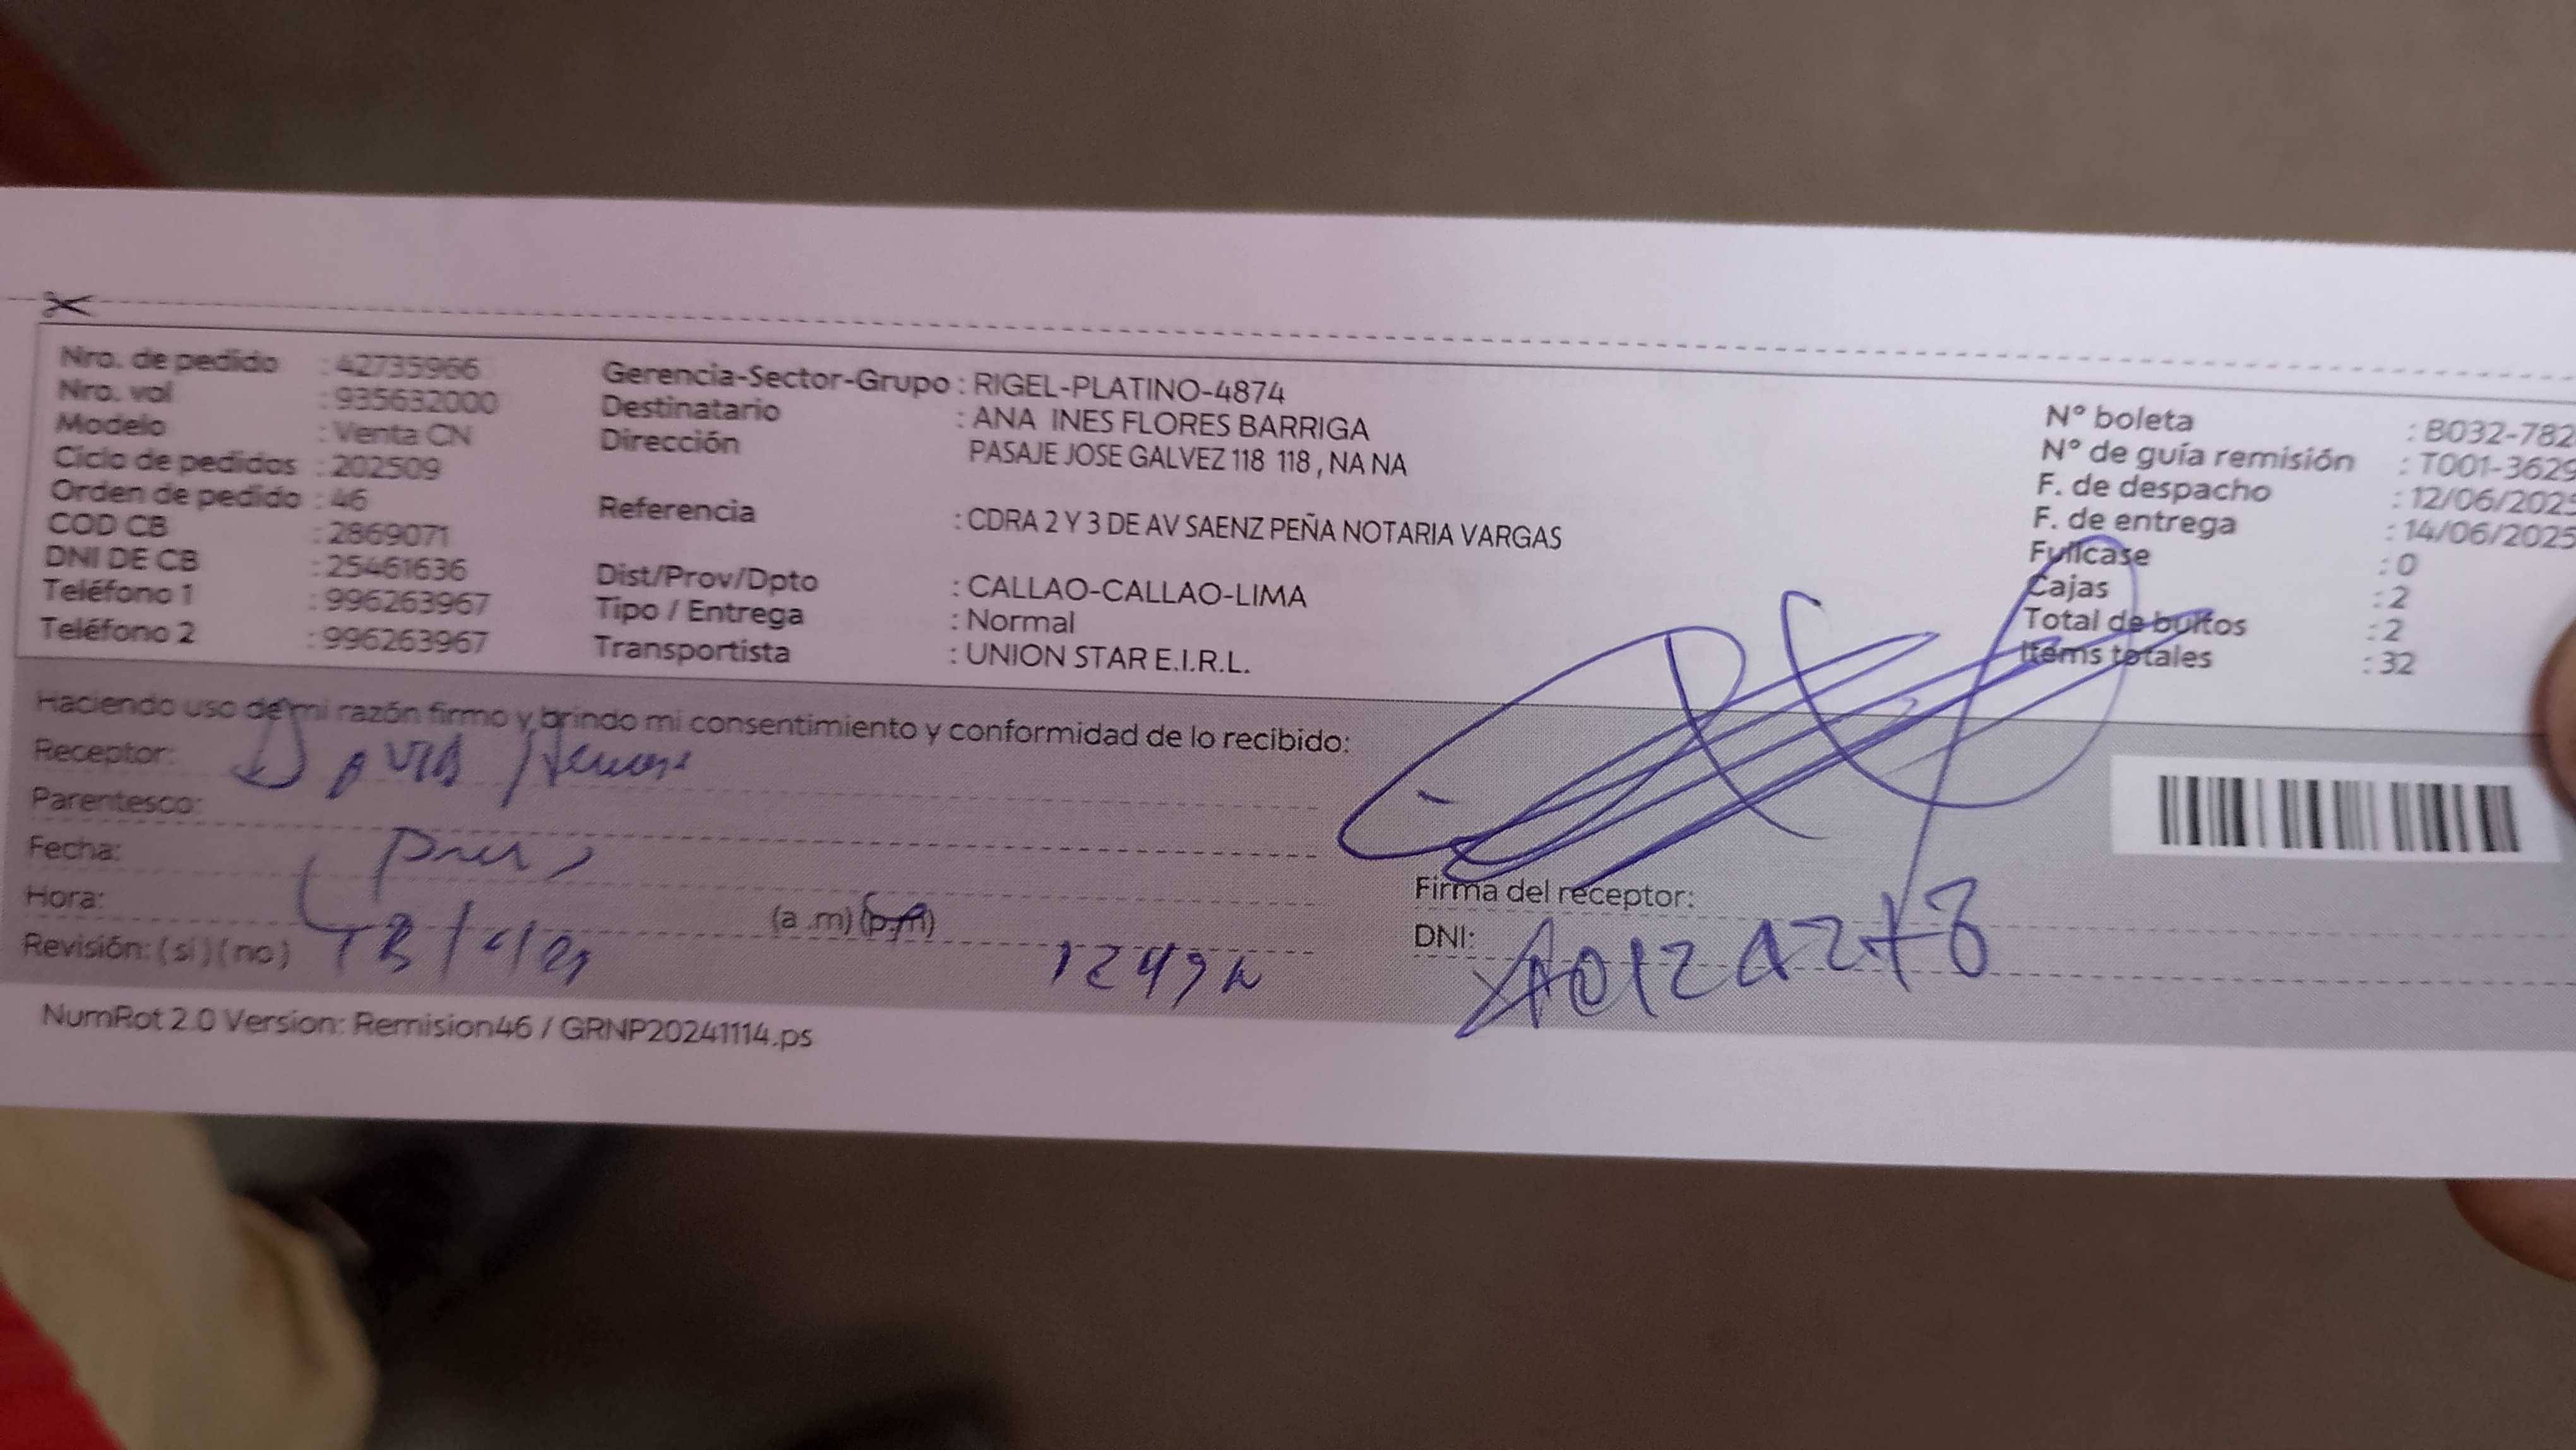 Nro. de pedido : 42735966
Nro. vol : 935632000
Modelo : Venta CN
Ciclo de pedidos : 202509
Orden de pedido : 46
COD CB : 2869071
DNI DE CB : 25461636
Teléfono 1 : 996263967
Teléfono 2 : 996263967
Gerencia-Sector-Grupo : RIGEL-PLATINO-4874
Destinatario : ANA INES FLORES BARRIGA
Dirección PASAJE JOSE GALVEZ 118 118 , NA NA
Referencia : CDRA 2 Y 3 DE AV SAENZ PEÑA NOTARIA VARGAS
Dist/Prov/Dpto : CALLAO-CALLAO-LIMA
Tipo / Entrega : Normal
Transportista : UNION STAR E.I.R.L.
N° boleta : B032-782
N° de guía remisión : T001-3629
F. de despacho : 12/06/2025
F. de entrega : 14/06/2025
Fullcase : 0
Cajas : 2
Total de bultos : 2
Items totales : 32
Haciendo uso de mi razón firmo y brindo mi consentimiento y conformidad de lo recibido:
Receptor:
Parentesco:
Fecha:
Hora: (a .m) (p.m)
Revisión: ( si ) ( no )
Firma del receptor:
DNI:
NumRot 2.0 Version: Remision46 / GRNP20241114.ps